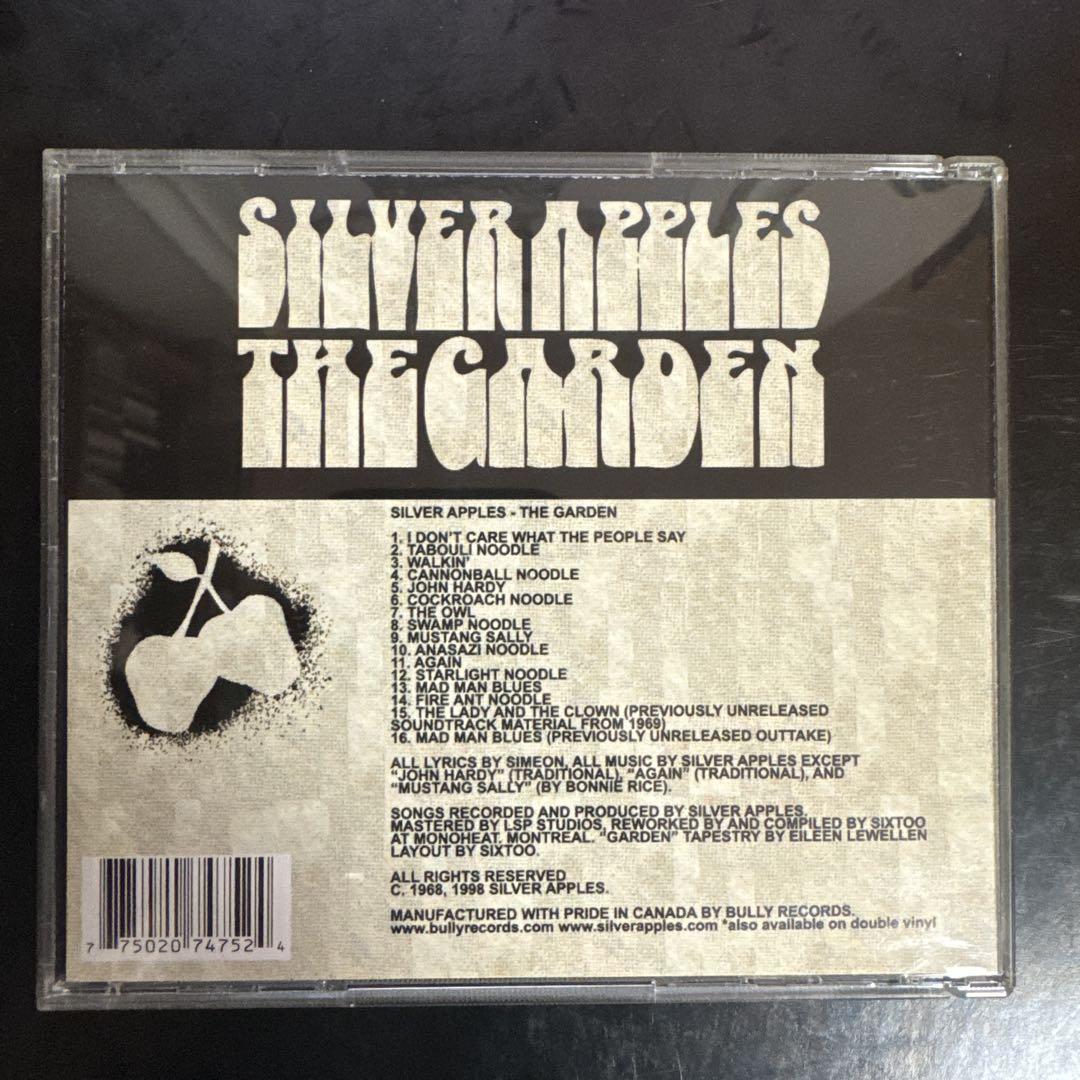 SILVER APPLES
THE GARDEN
SILVER APPLES - THE GARDEN
1. I DON'T CARE WHAT THE PEOPLE SAY
2. TABOULI NOODLE
3. WALKIN'
4. CANNONBALL NOODLE
5. JOHN HARDY
6. COCKROACH NOODLE
7. THE OWL
8. SWAMP NOODLE
9. MUSTANG SALLY
10. ANASAZI NOODLE
11. AGAIN
12. STARLIGHT NOODLE
13. MAD MAN BLUES
14. FIRE ANT NOODLE
15. THE LADY AND THE CLOWN (PREVIOUSLY UNRELEASED
SOUNDTRACK MATERIAL FROM 1969)
16. MAD MAN BLUES (PREVIOUSLY UNRELEASED OUTTAKE)
ALL LYRICS BY SIMEON, ALL MUSIC BY SILVER APPLES EXCEPT
"JOHN HARDY" (TRADITIONAL), "AGAIN" (TRADITIONAL), AND
"MUSTANG SALLY" (BY BONNIE RICE).
SONGS RECORDED AND PRODUCED BY SILVER APPLES.
MASTERED BY LSP STUDIOS, REWORKED BY AND COMPILED BY SIXTOO
AT MONOHEAT. MONTREAL. "GARDEN" TAPESTRY BY EILEEN LEWELLEN
LAYOUT BY SIXTOO.
ALL RIGHTS RESERVED
C. 1968, 1998 SILVER APPLES.
MANUFACTURED WITH PRIDE IN CANADA BY BULLY RECORDS.
www.bullyrecords.com www.silverapples.com *also available on double vinyl
7 75020 74752 4